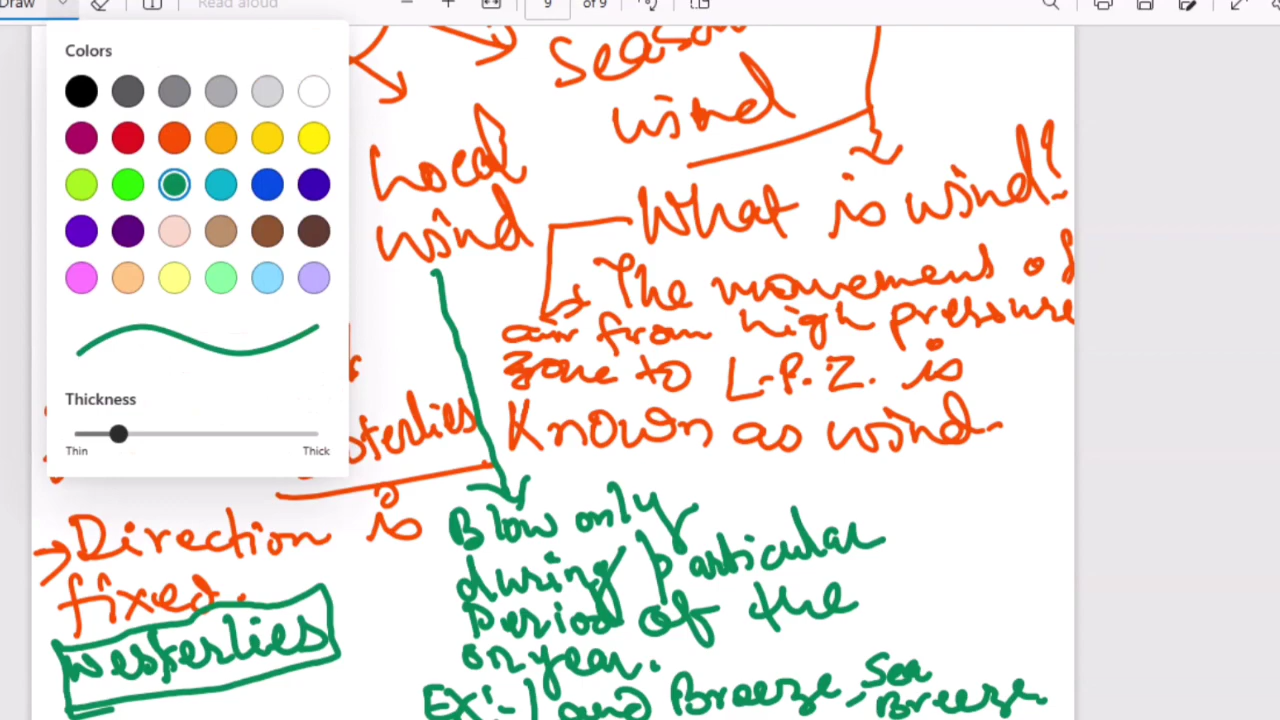 Draw
Read aloud
9
of 9
Colors
Thickness
Thin
Thick
Season
wind
Local
wind
What is wind?
The movement of
air from high pressure
zone to L.P.Z. is
Known as wind.
sterlies
→ Direction is
fixed.
Westerlies
Blow only
during particular
Period of the
on year.
EX:- land Breeze, Sea
Breeze.